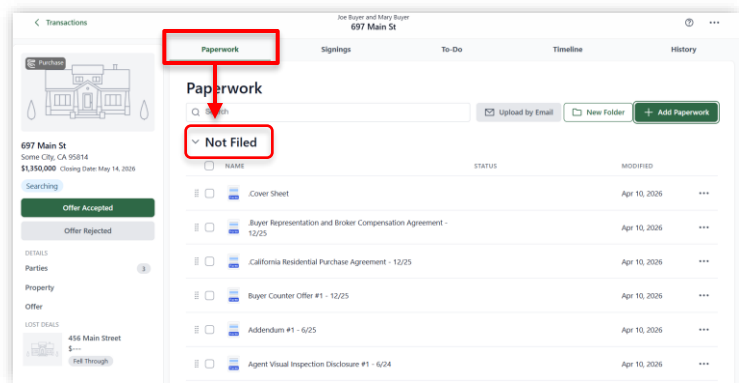 Transactions
Joe Buyer and Mary Buyer
697 Main St
Purchase
697 Main St
Some City, CA 95814
$1,350,000 Closing Date: May 14, 2026
Searching
Offer Accepted
Offer Rejected
DETAILS
Parties 3
Property
Offer
LOST DEALS
456 Main Street
$---
Fell Through
Paperwork Signings To-Do Timeline History
Paperwork
Upload by Email New Folder + Add Paperwork
Not Filed
NAME STATUS MODIFIED
.Cover Sheet Apr 10, 2026
.Buyer Representation and Broker Compensation Agreement -
12/25 Apr 10, 2026
.California Residential Purchase Agreement - 12/25 Apr 10, 2026
Buyer Counter Offer #1 - 12/25 Apr 10, 2026
Addendum #1 - 6/25 Apr 10, 2026
Agent Visual Inspection Disclosure #1 - 6/24 Apr 10, 2026